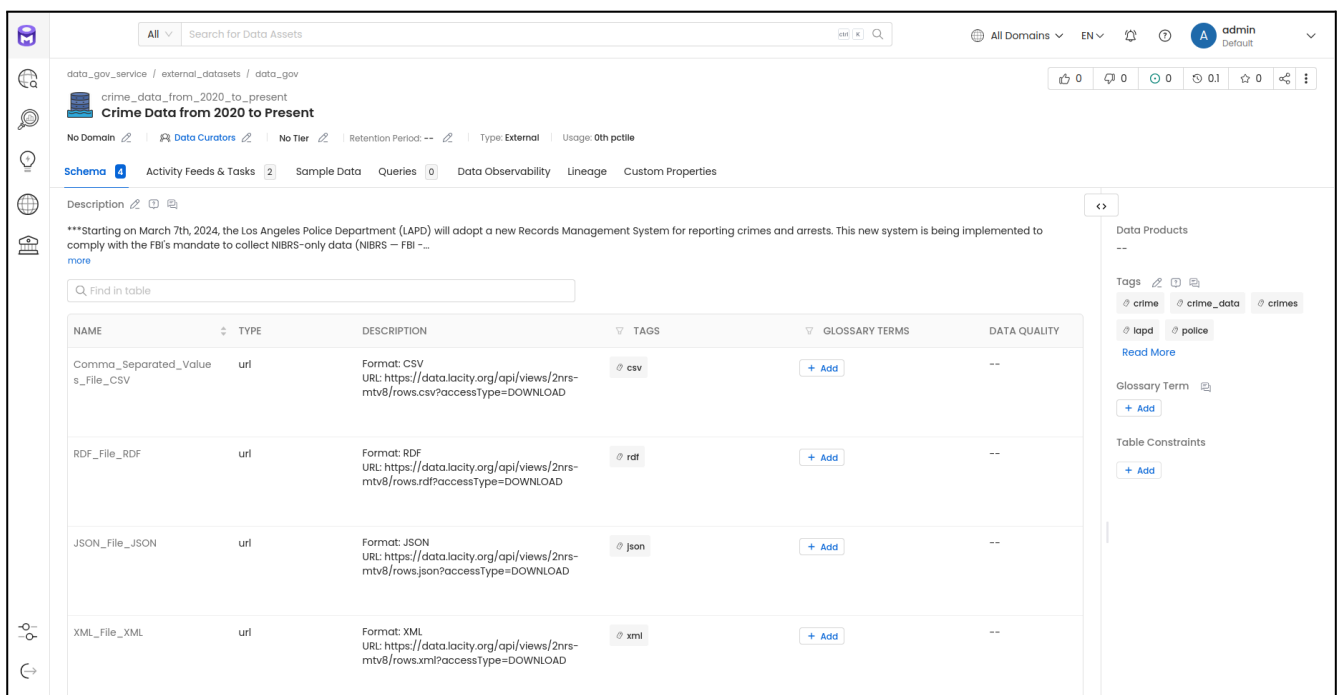 All
Search for Data Assets
ctrl K
All Domains
EN
A
admin
Default
data_gov_service / external_datasets / data_gov
0
0
0
0.1
0
crime_data_from_2020_to_present
Crime Data from 2020 to Present
No Domain
Data Curators
No Tier
Retention Period: --
Type: External
Usage: 0th pctile
Schema 4
Activity Feeds & Tasks 2
Sample Data
Queries 0
Data Observability
Lineage
Custom Properties
Description
***Starting on March 7th, 2024, the Los Angeles Police Department (LAPD) will adopt a new Records Management System for reporting crimes and arrests. This new system is being implemented to
comply with the FBI's mandate to collect NIBRS-only data (NIBRS — FBI -...
more
Find in table
NAME TYPE DESCRIPTION TAGS GLOSSARY TERMS DATA QUALITY
Comma_Separated_Value
s_File_CSV
url
Format: CSV
URL: https://data.lacity.org/api/views/2nrs-
mtv8/rows.csv?accessType=DOWNLOAD
csv
+ Add
--
RDF_File_RDF
url
Format: RDF
URL: https://data.lacity.org/api/views/2nrs-
mtv8/rows.rdf?accessType=DOWNLOAD
rdf
+ Add
--
JSON_File_JSON
url
Format: JSON
URL: https://data.lacity.org/api/views/2nrs-
mtv8/rows.json?accessType=DOWNLOAD
json
+ Add
--
XML_File_XML
url
Format: XML
URL: https://data.lacity.org/api/views/2nrs-
mtv8/rows.xml?accessType=DOWNLOAD
xml
+ Add
--
Data Products
--
Tags
crime
crime_data
crimes
lapd
police
Read More
Glossary Term
+ Add
Table Constraints
+ Add